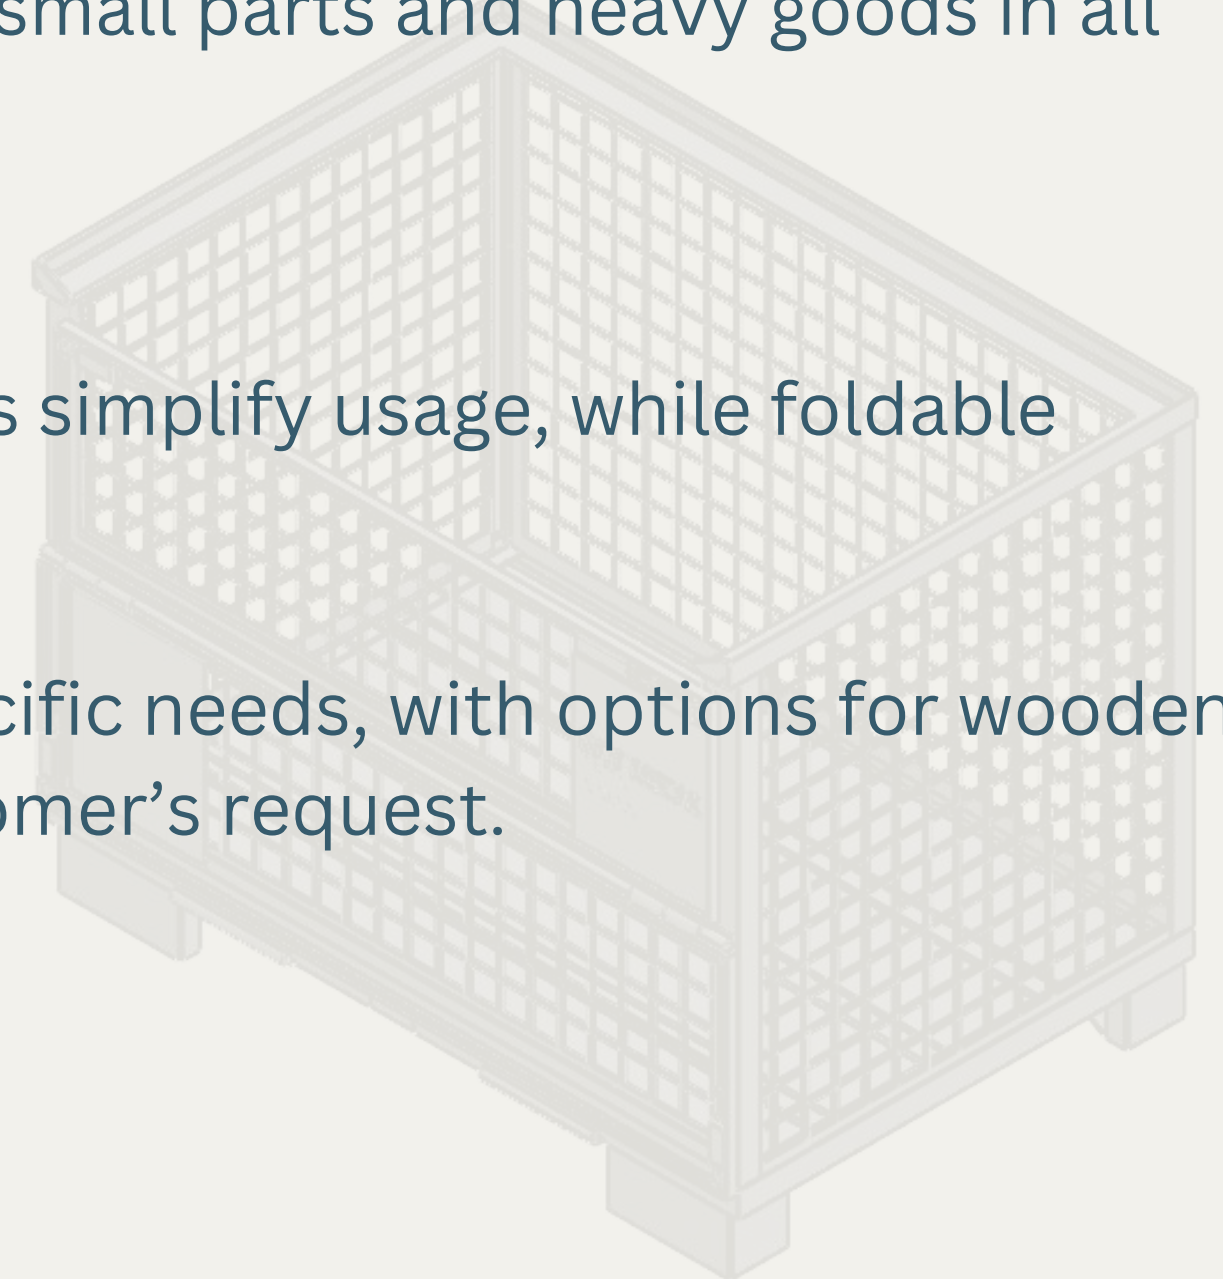 small parts and heavy goods in all
s simplify usage, while foldable
cific needs, with options for wooden
omer’s request.